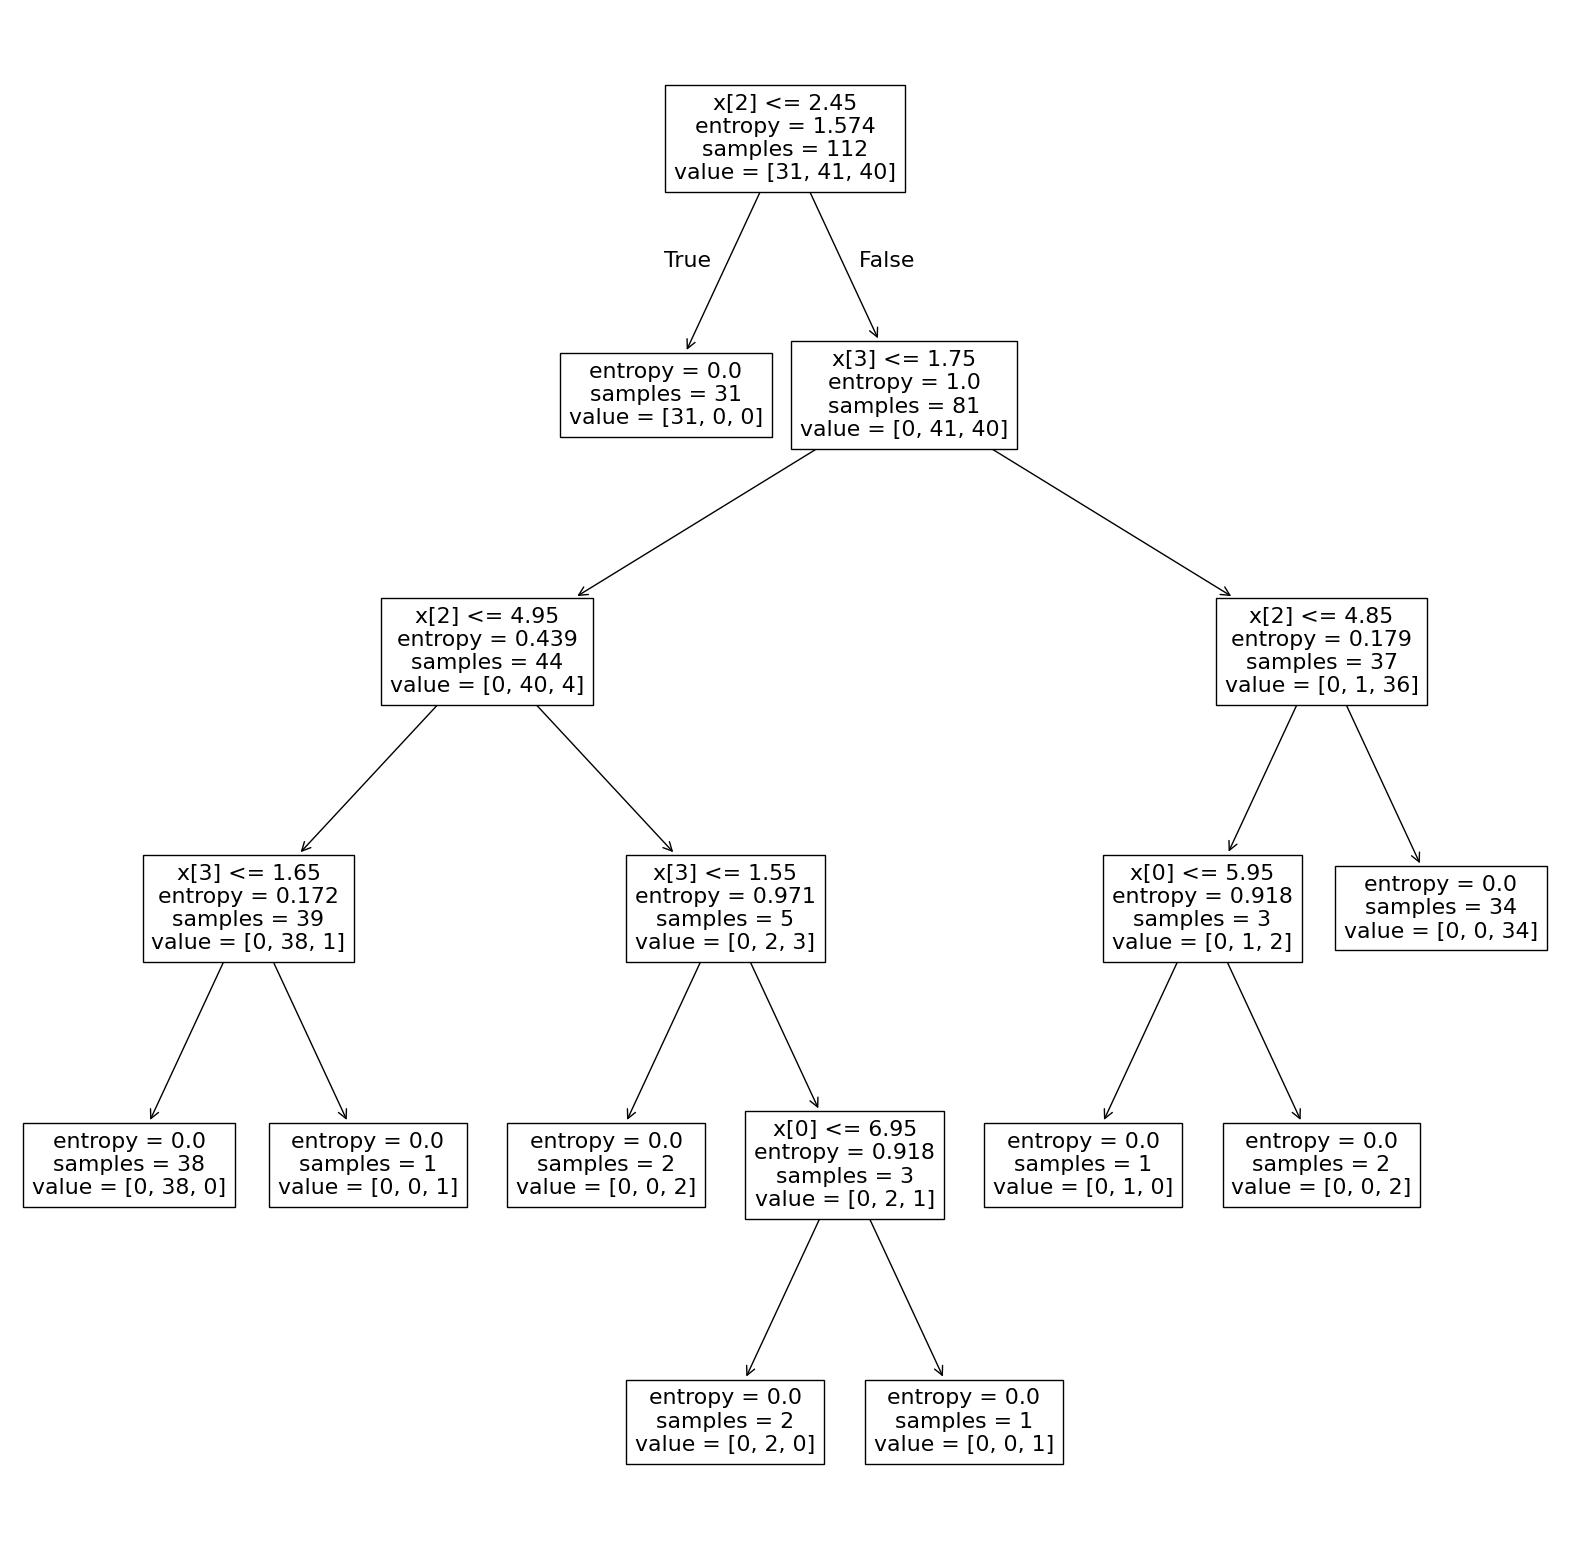 x[2] <= 2.45
entropy = 1.574
samples = 112
value = [31, 41, 40]
True
False
entropy = 0.0
samples = 31
value = [31, 0, 0]
x[3] <= 1.75
entropy = 1.0
samples = 81
value = [0, 41, 40]
x[2] <= 4.95
entropy = 0.439
samples = 44
value = [0, 40, 4]
x[2] <= 4.85
entropy = 0.179
samples = 37
value = [0, 1, 36]
x[3] <= 1.65
entropy = 0.172
samples = 39
value = [0, 38, 1]
x[3] <= 1.55
entropy = 0.971
samples = 5
value = [0, 2, 3]
x[0] <= 5.95
entropy = 0.918
samples = 3
value = [0, 1, 2]
entropy = 0.0
samples = 34
value = [0, 0, 34]
entropy = 0.0
samples = 38
value = [0, 38, 0]
entropy = 0.0
samples = 1
value = [0, 0, 1]
entropy = 0.0
samples = 2
value = [0, 0, 2]
x[0] <= 6.95
entropy = 0.918
samples = 3
value = [0, 2, 1]
entropy = 0.0
samples = 1
value = [0, 1, 0]
entropy = 0.0
samples = 2
value = [0, 0, 2]
entropy = 0.0
samples = 2
value = [0, 2, 0]
entropy = 0.0
samples = 1
value = [0, 0, 1]